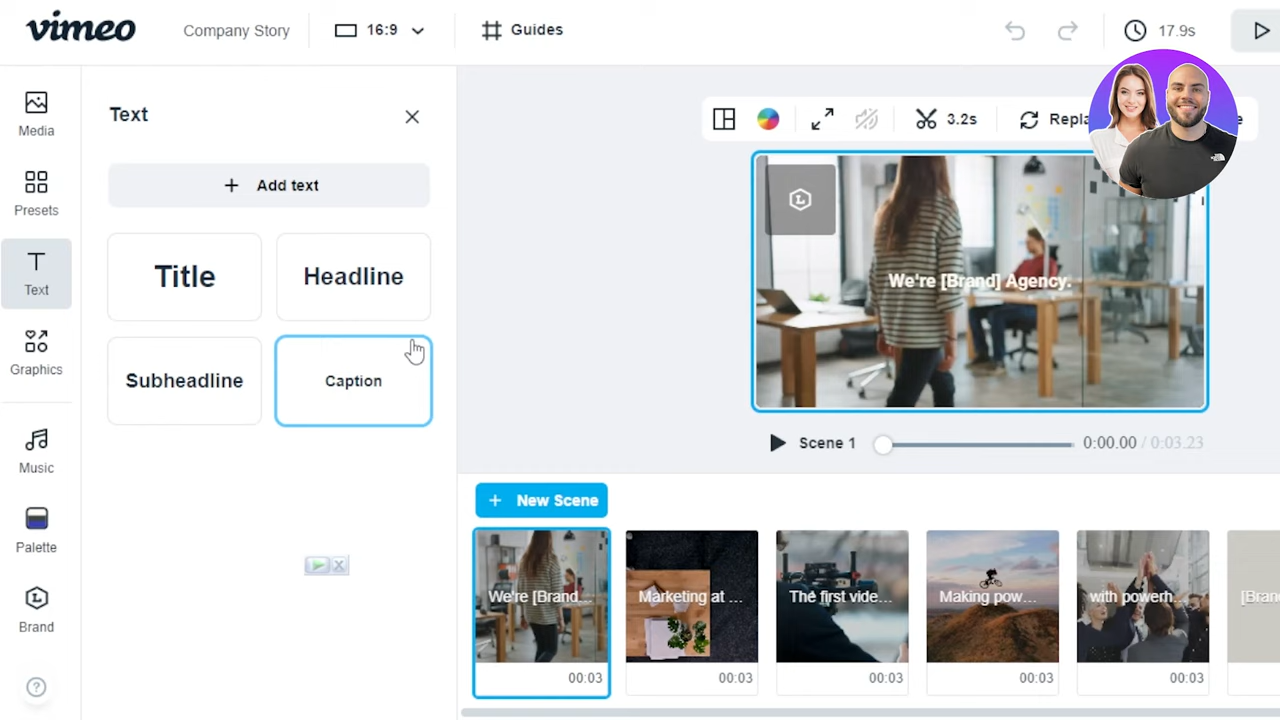 vimeo
Company Story
16:9
Guides
17.9s
Media
Presets
Text
Graphics
Music
Palette
Brand
Text
+ Add text
Title
Headline
Subheadline
Caption
3.2s
Repla
e
We're [Brand] Agency.
Scene 1
0:00.00 / 0:03.23
+ New Scene
We're [Brand...
Marketing at ...
The first vide...
Making pow...
with powerh...
[Bran
00:03
00:03
00:03
00:03
00:03